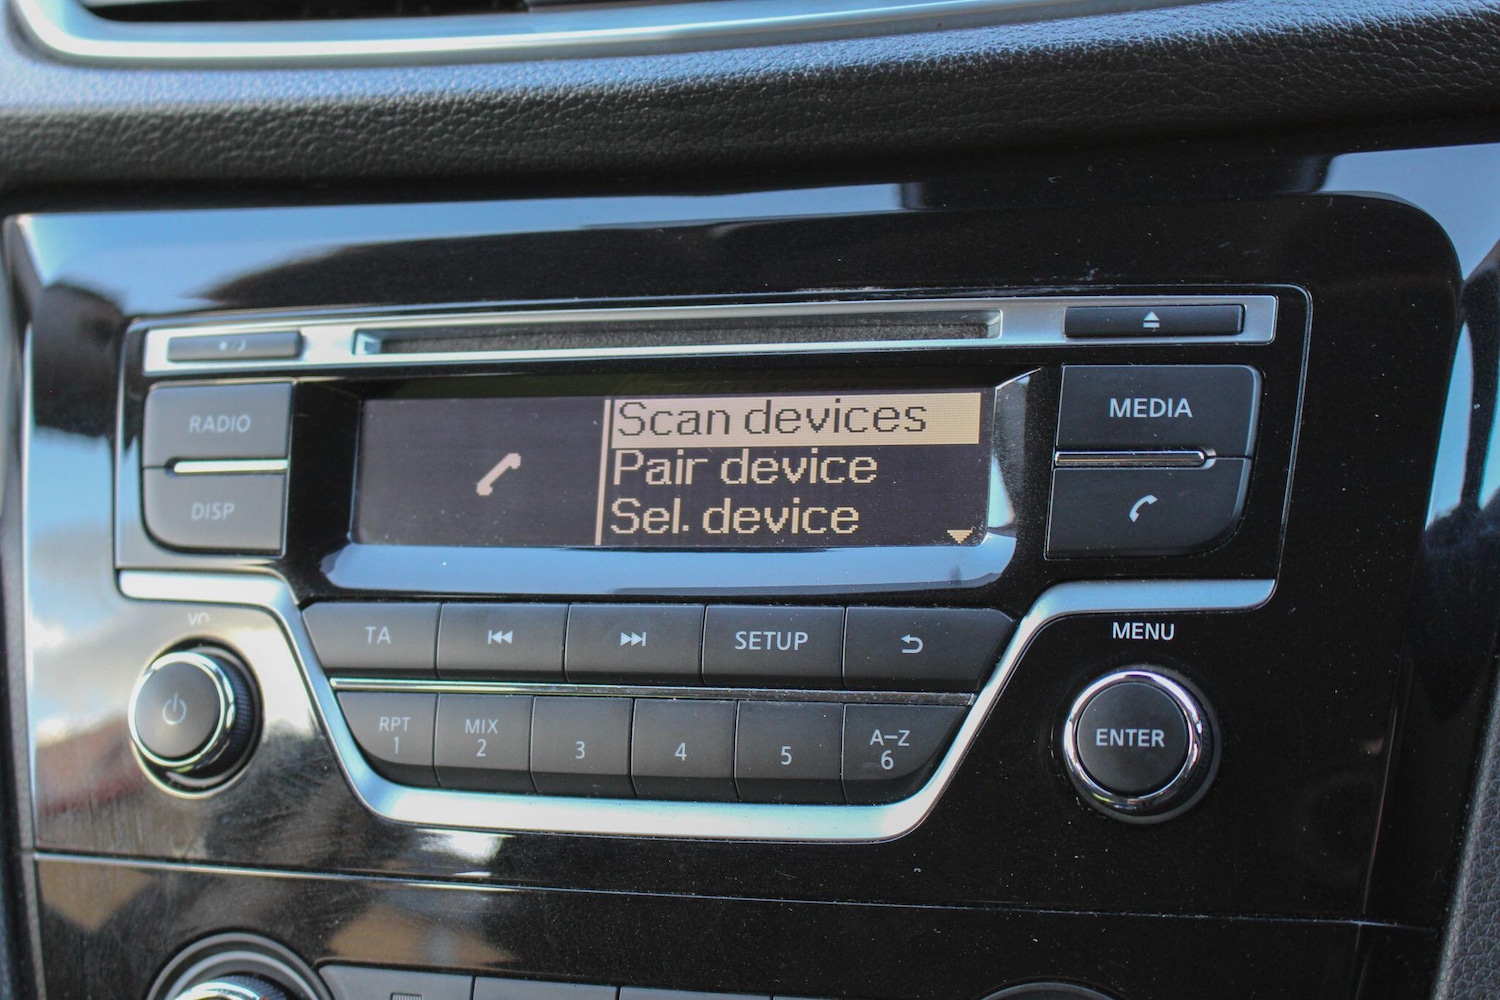 RADIO
DISP
Scan devices
Pair device
Sel. device
MEDIA
TA
SETUP
MENU
RPT
1
MIX
2
3
4
5
A–Z
6
ENTER